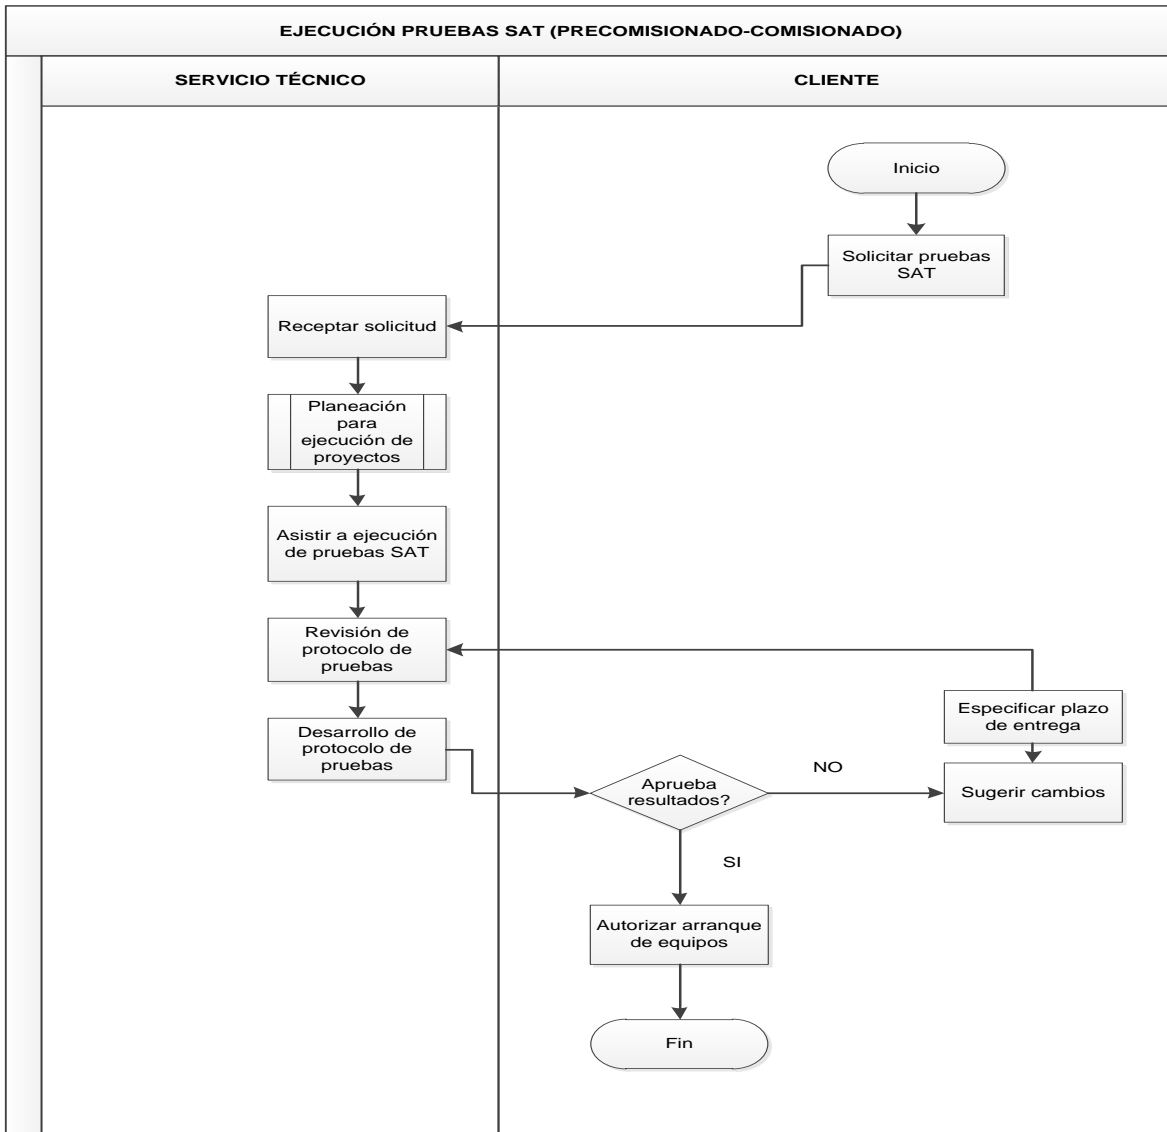 EJECUCIÓN PRUEBAS SAT (PRECOMISIONADO-COMISIONADO)
SERVICIO TÉCNICO
CLIENTE
Inicio
Solicitar pruebas
SAT
Receptar solicitud
Planeación
para
ejecución de
proyectos
Asistir a ejecución
de pruebas SAT
Revisión de
protocolo de
pruebas
Desarrollo de
protocolo de
pruebas
Aprueba
resultados?
NO
Especificar plazo
de entrega
Sugerir cambios
SI
Autorizar arranque
de equipos
Fin